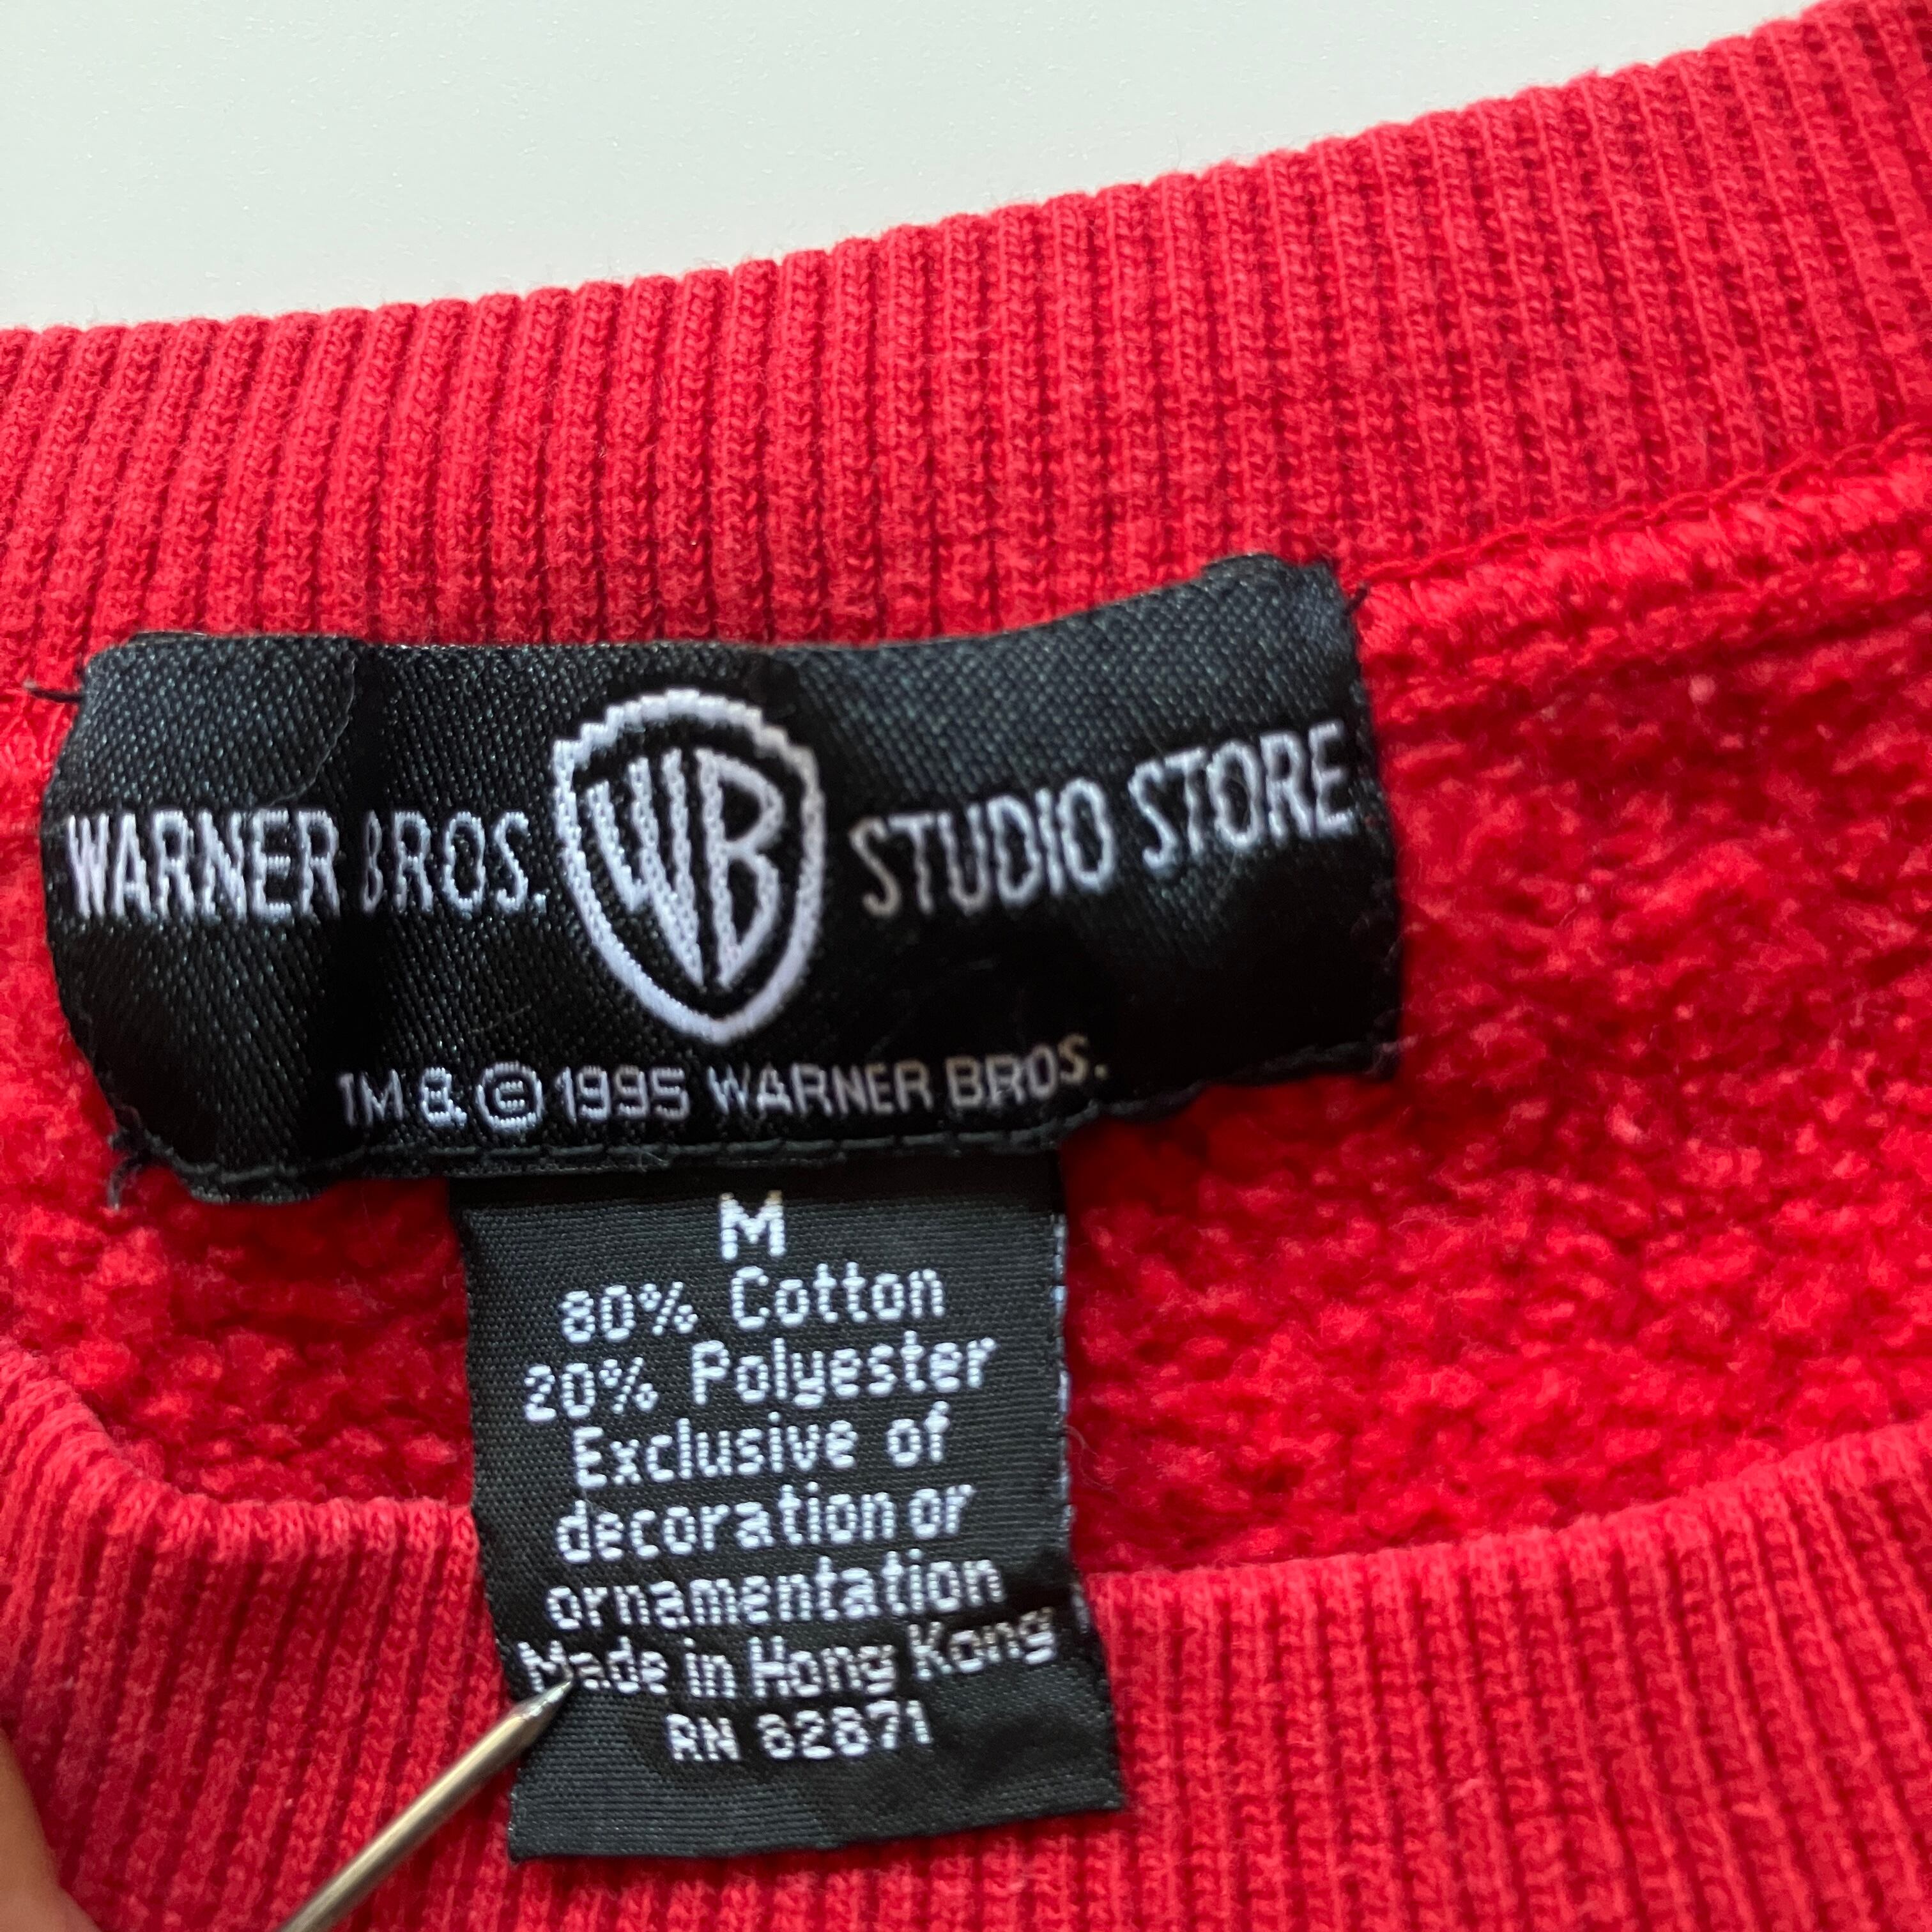 WARNER BROS. WB STUDIO STORE
TM & © 1995 WARNER BROS.
M
80% Cotton
20% Polyester
Exclusive of
decoration or
ornamentation
Made in Hong Kong
RN 82871